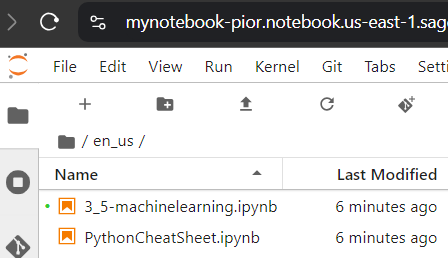 mynotebook-pior.notebook.us-east-1.sag
File Edit View Run Kernel Git Tabs Settin
/ en_us /
Name Last Modified
3_5-machinelearning.ipynb 6 minutes ago
PythonCheatSheet.ipynb 6 minutes ago